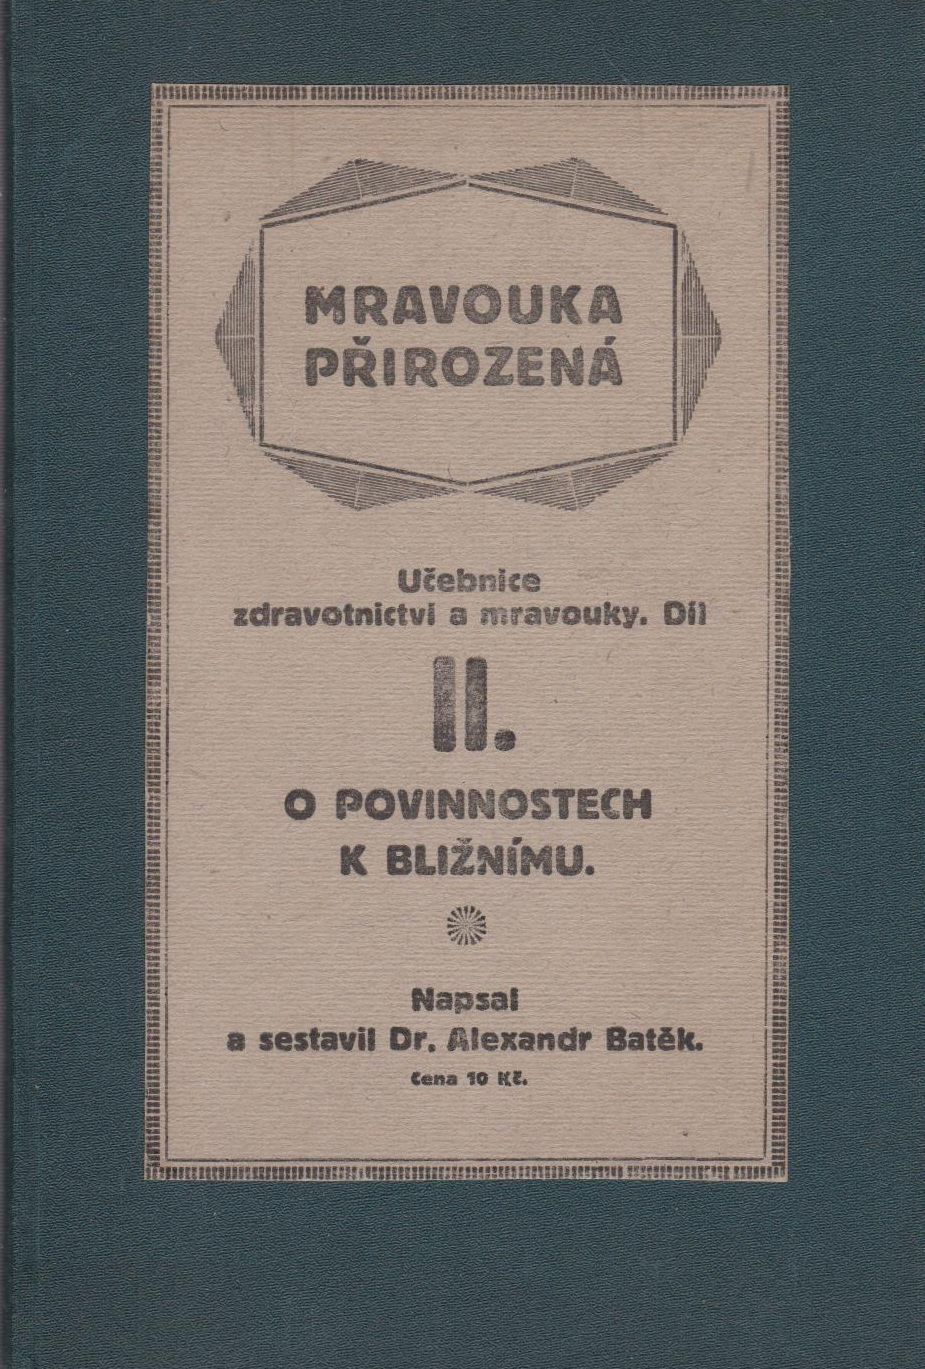 MRAVOUKA
PŘIROZENÁ
Učebnice
zdravotnictví a mravouky. Díl
II.
O POVINNOSTECH
K BLIŽNÍMU.
Napsal
a sestavil Dr. Alexandr Batěk.
Cena 10 Kč.